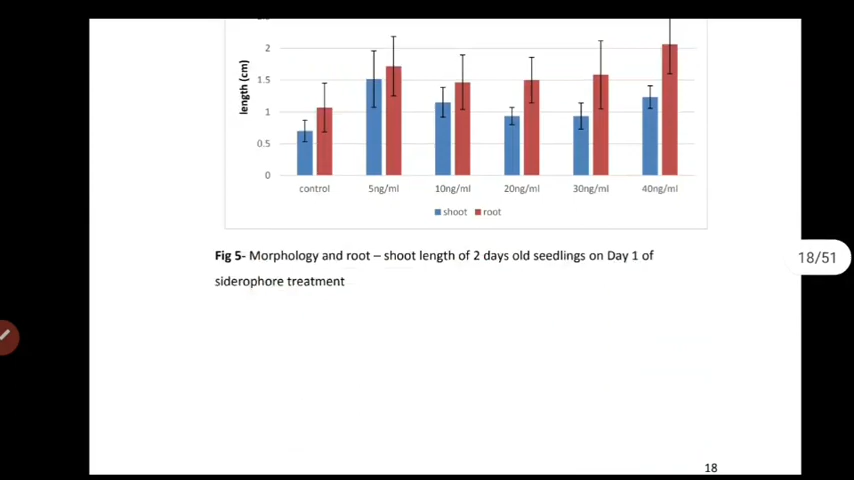 2
1.5
1
0.5
0
length (cm)
control 5ng/ml 10ng/ml 20ng/ml 30ng/ml 40ng/ml
shoot root
Fig 5- Morphology and root – shoot length of 2 days old seedlings on Day 1 of
siderophore treatment
18/51
18